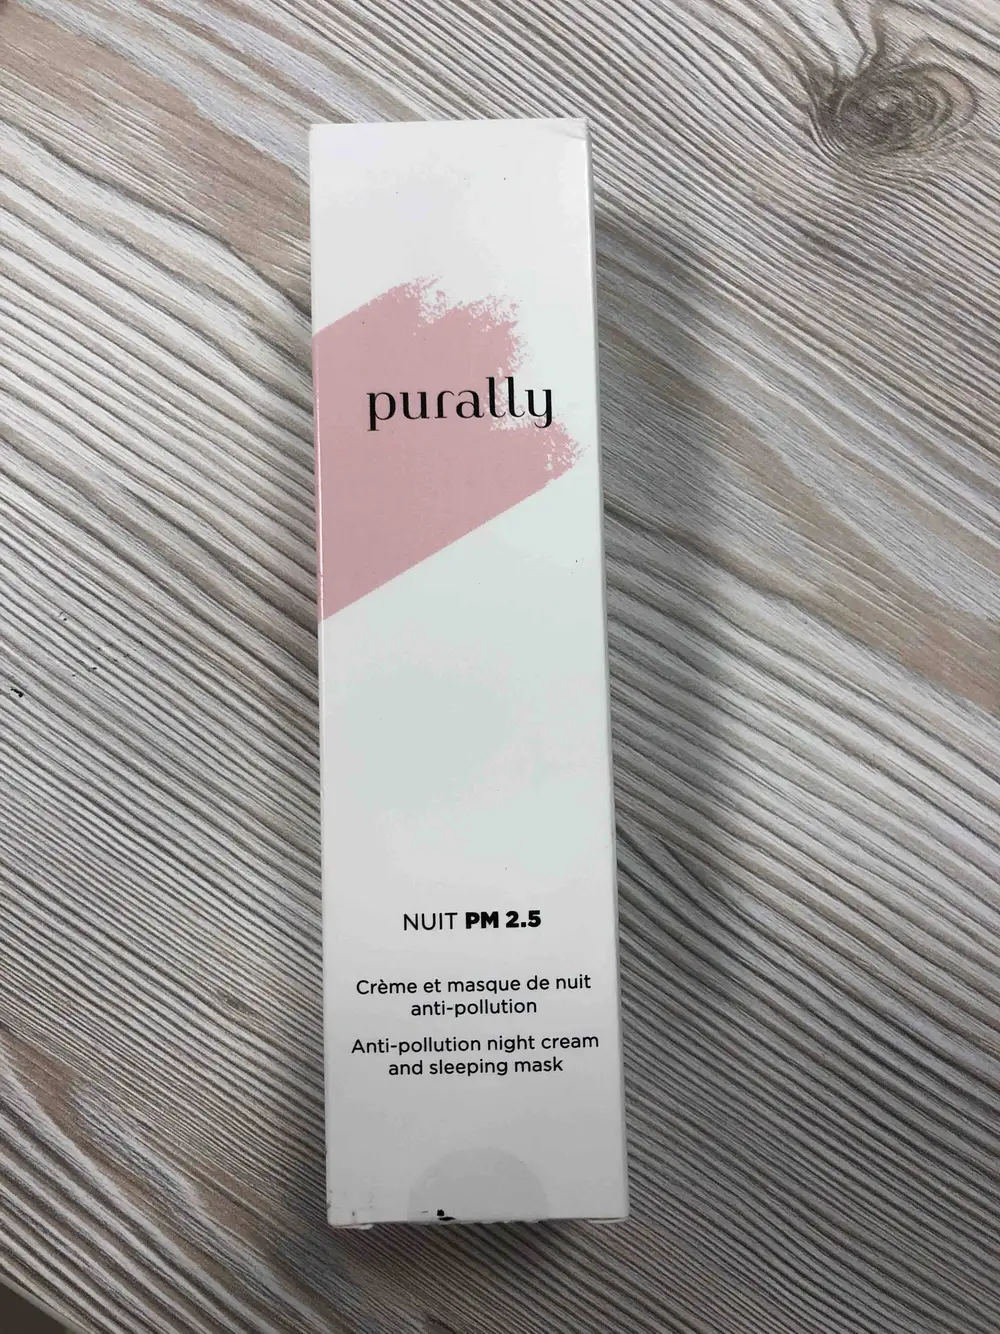 purally
NUIT PM 2.5
Crème et masque de nuit
anti-pollution
Anti-pollution night cream
and sleeping mask